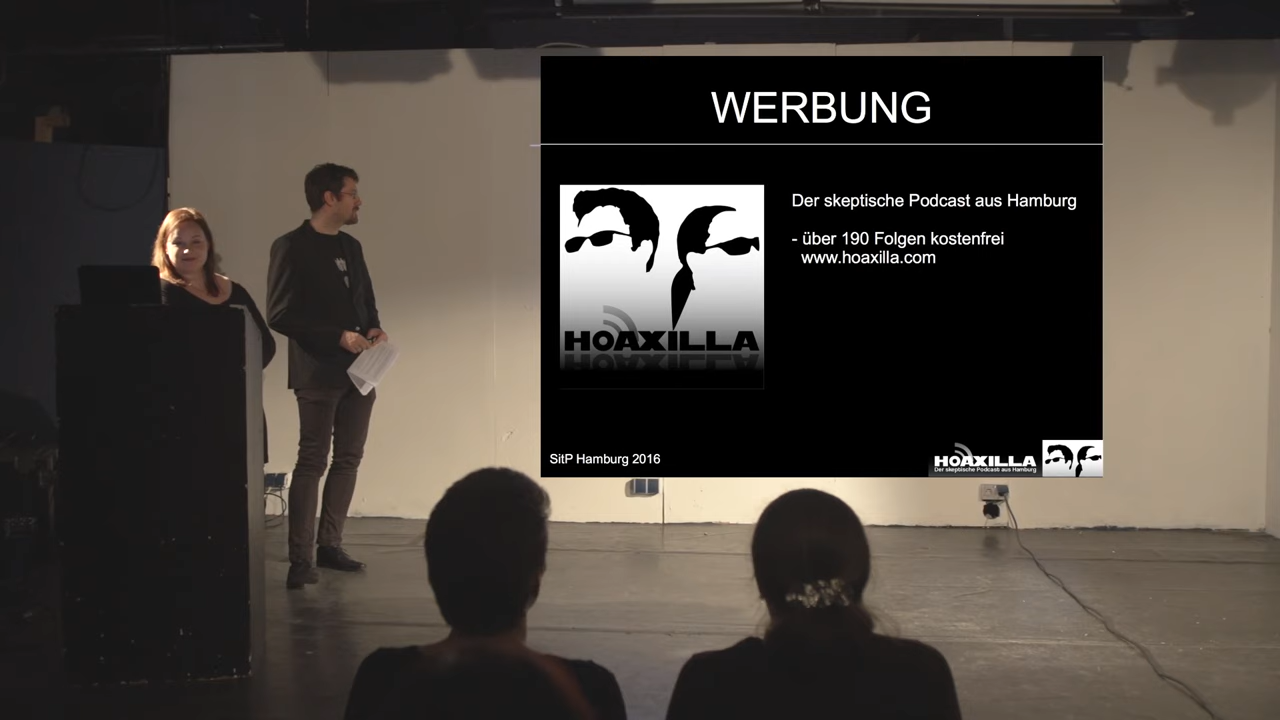 WERBUNG
Der skeptische Podcast aus Hamburg
- über 190 Folgen kostenfrei
www.hoaxilla.com
HOAXILLA
SitP Hamburg 2016
HOAXILLA
Der skeptische Podcast aus Hamburg